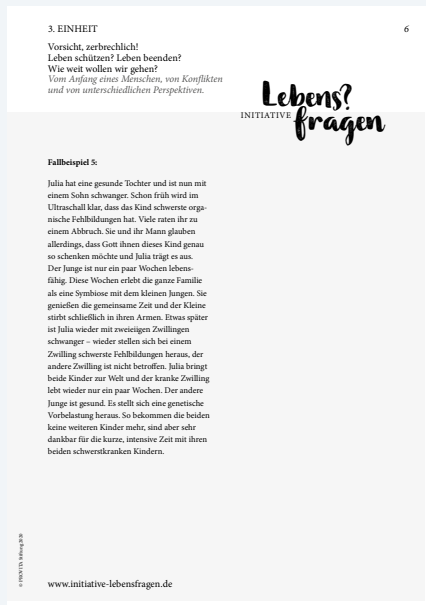 3. EINHEIT
6
Vorsicht, zerbrechlich!
Leben schützen? Leben beenden?
Wie weit wollen wir gehen?
Vom Anfang eines Menschen, von Konflikten
und von unterschiedlichen Perspektiven.
Lebens?
INITIATIVE fragen
Fallbeispiel 5:
Julia hat eine gesunde Tochter und ist nun mit
einem Sohn schwanger. Schon früh wird im
Ultraschall klar, dass das Kind schwerste orga-
nische Fehlbildungen hat. Viele raten ihr zu
einem Abbruch. Sie und ihr Mann glauben
allerdings, dass Gott ihnen dieses Kind genau
so schenken möchte und Julia trägt es aus.
Der Junge ist nur ein paar Wochen lebens-
fähig. Diese Wochen erlebt die ganze Familie
als eine Symbiose mit dem kleinen Jungen. Sie
genießen die gemeinsame Zeit und der Kleine
stirbt schließlich in ihren Armen. Etwas später
ist Julia wieder mit zweieiigen Zwillingen
schwanger – wieder stellen sich bei einem
Zwilling schwerste Fehlbildungen heraus, der
andere Zwilling ist nicht betroffen. Julia bringt
beide Kinder zur Welt und der kranke Zwilling
lebt wieder nur ein paar Wochen. Der andere
Junge ist gesund. Es stellt sich eine genetische
Vorbelastung heraus. So bekommen die beiden
keine weiteren Kinder mehr, sind aber sehr
dankbar für die kurze, intensive Zeit mit ihren
beiden schwerstkranken Kindern.
© PROVITA Stiftung 2020
www.initiative-lebensfragen.de